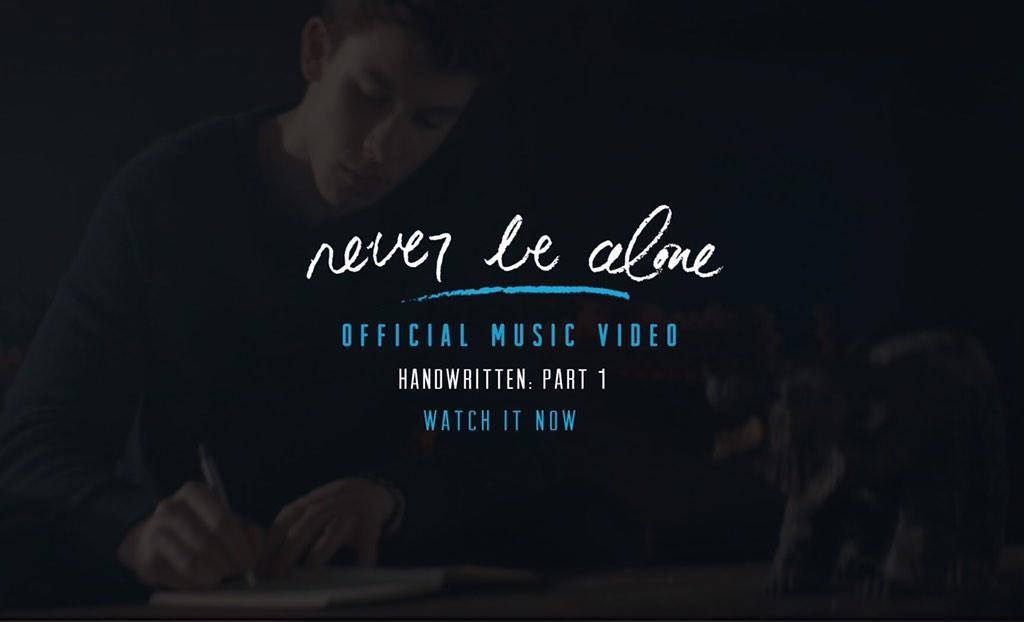 never be alone
OFFICIAL MUSIC VIDEO
HANDWRITTEN: PART 1
WATCH IT NOW